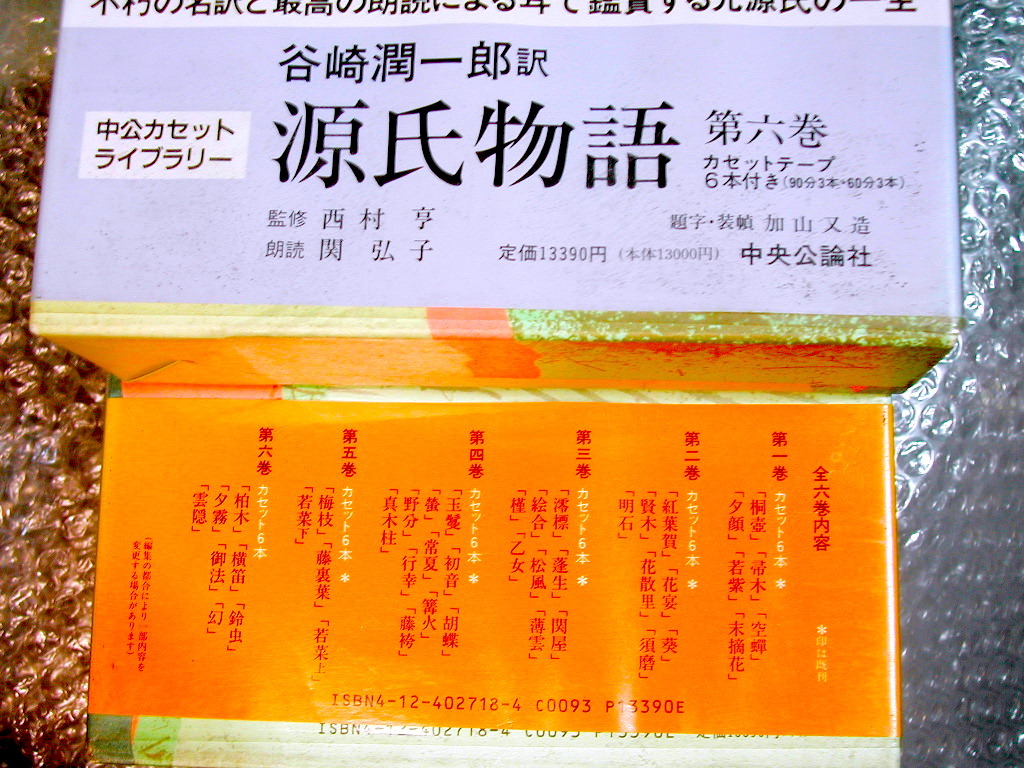 不朽の名訳と最高の朗読による耳で鑑賞する光源氏の一生
谷崎潤一郎訳
中公カセット
ライブラリー
源氏物語
第六巻
カセットテープ
6本付き(90分3本・60分3本)
監修 西村 亨
朗読 関 弘子
題字・装幀 加山又造
定価13390円(本体13000円) 中央公論社
全六巻内容
*印は既刊
第一巻 カセット6本*
「桐壺」「帚木」「空蟬」
「夕顔」「若紫」「末摘花」
第二巻 カセット6本*
「紅葉賀」「花宴」「葵」
「賢木」「花散里」「須磨」
「明石」
第三巻 カセット6本*
「澪標」「蓬生」「関屋」
「絵合」「松風」「薄雲」
「槿」「乙女」
第四巻 カセット6本*
「玉鬘」「初音」「胡蝶」
「螢」「常夏」「篝火」
「野分」「行幸」「藤袴」
「真木柱」
第五巻 カセット6本*
「梅枝」「藤裏葉」「若菜上」
「若菜下」
第六巻 カセット6本
「柏木」「横笛」「鈴虫」
「夕霧」「御法」「幻」
「雲隠」
(編集の都合により一部内容を
変更する場合があります)
ISBN4-12-402718-4 C0093 P13390E
ISBN4-12-402718-4 C0093 P13390E